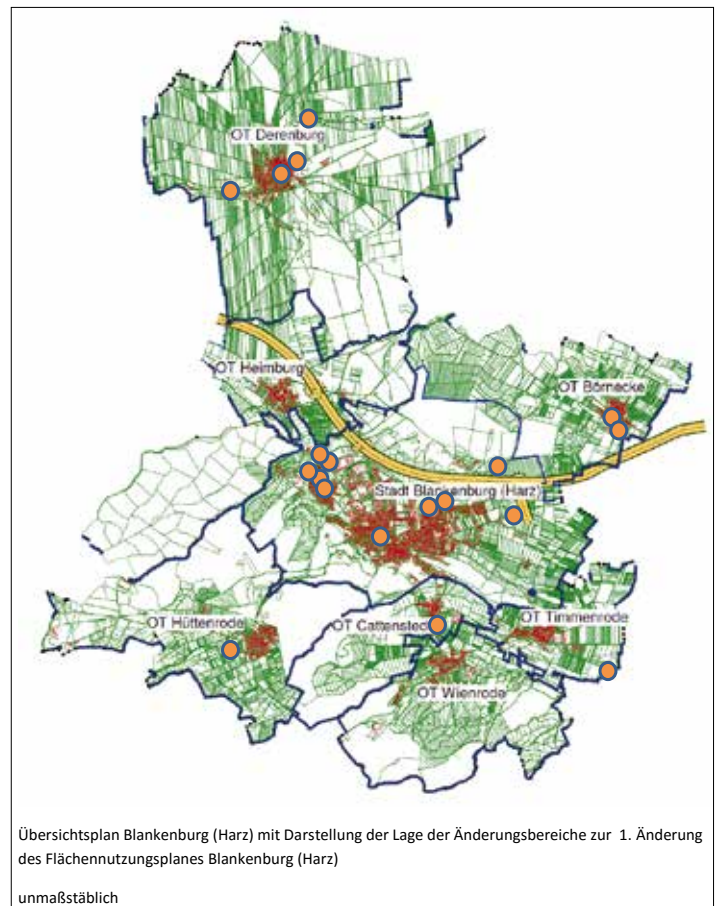 OT Derenburg
OT Heimburg
OT Börnecke
Stadt Blankenburg (Harz)
OT Hüttenrode
OT Cattensted
OT Timmenrode
OT Wienrode
Übersichtsplan Blankenburg (Harz) mit Darstellung der Lage der Änderungsbereiche zur 1. Änderung
des Flächennutzungsplanes Blankenburg (Harz)
unmaßstäblich